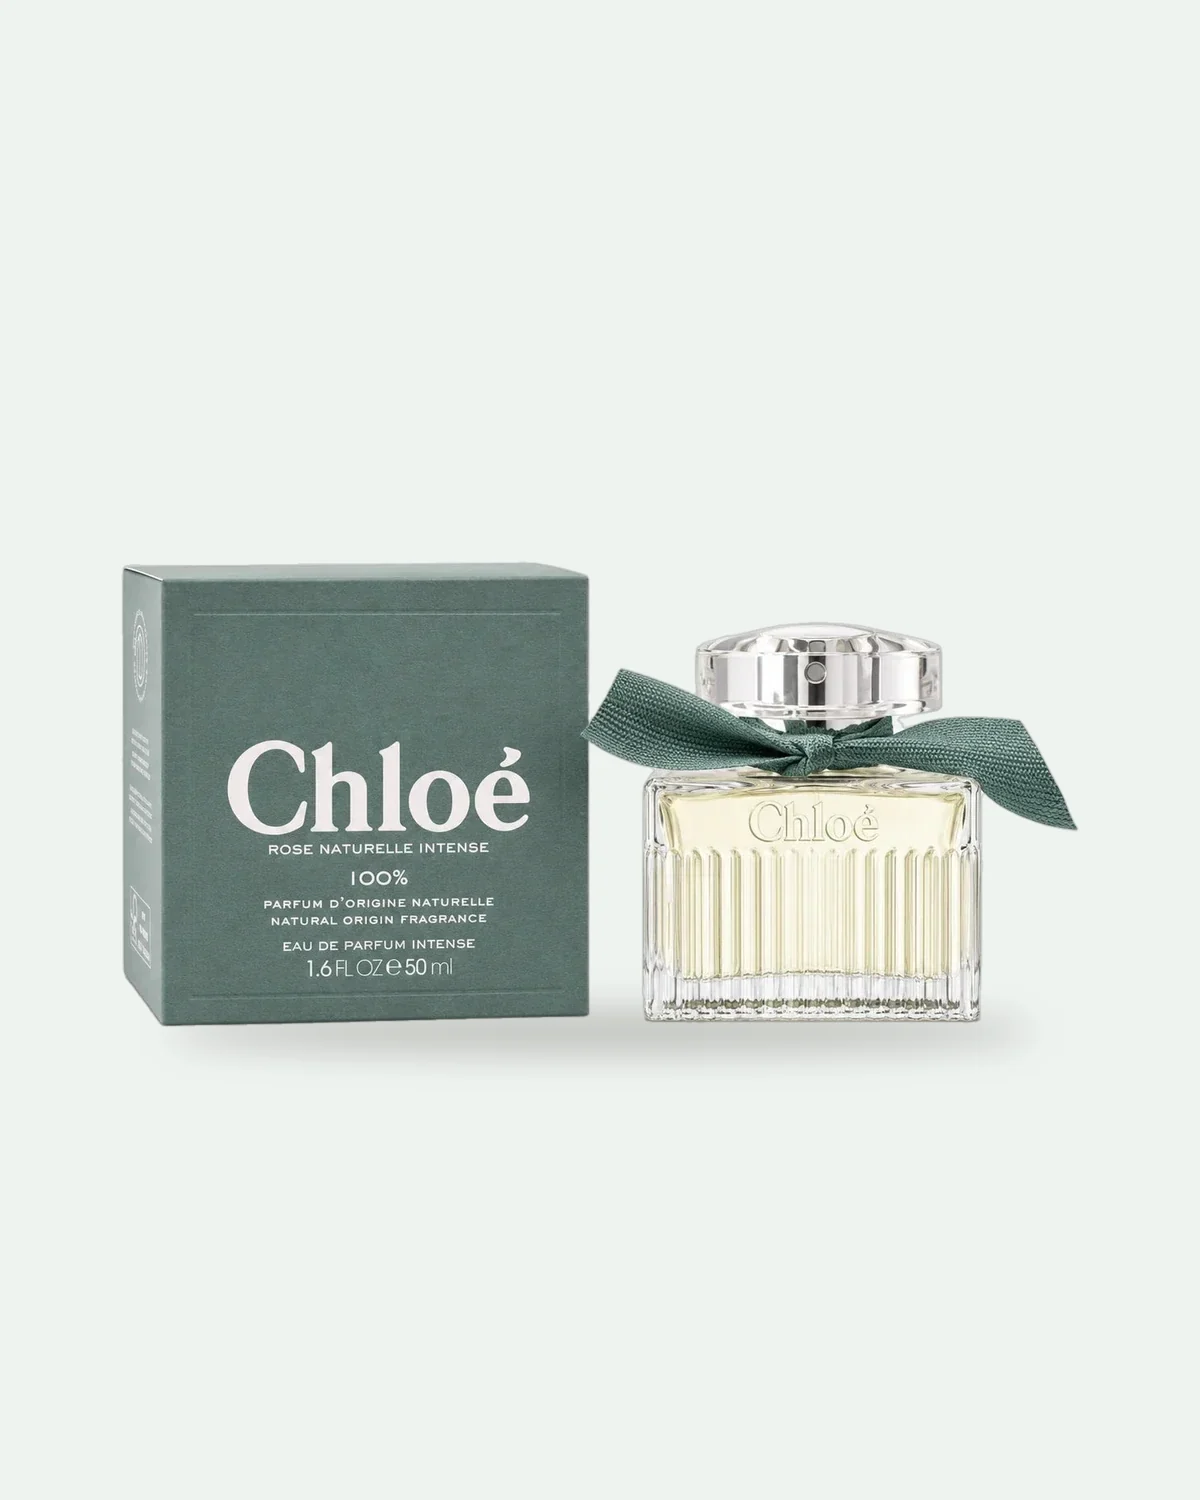 Chloé
ROSE NATURELLE INTENSE
100%
PARFUM D'ORIGINE NATURELLE
NATURAL ORIGIN FRAGRANCE
EAU DE PARFUM INTENSE
1.6 FL OZ ℮ 50 ml
Chloé